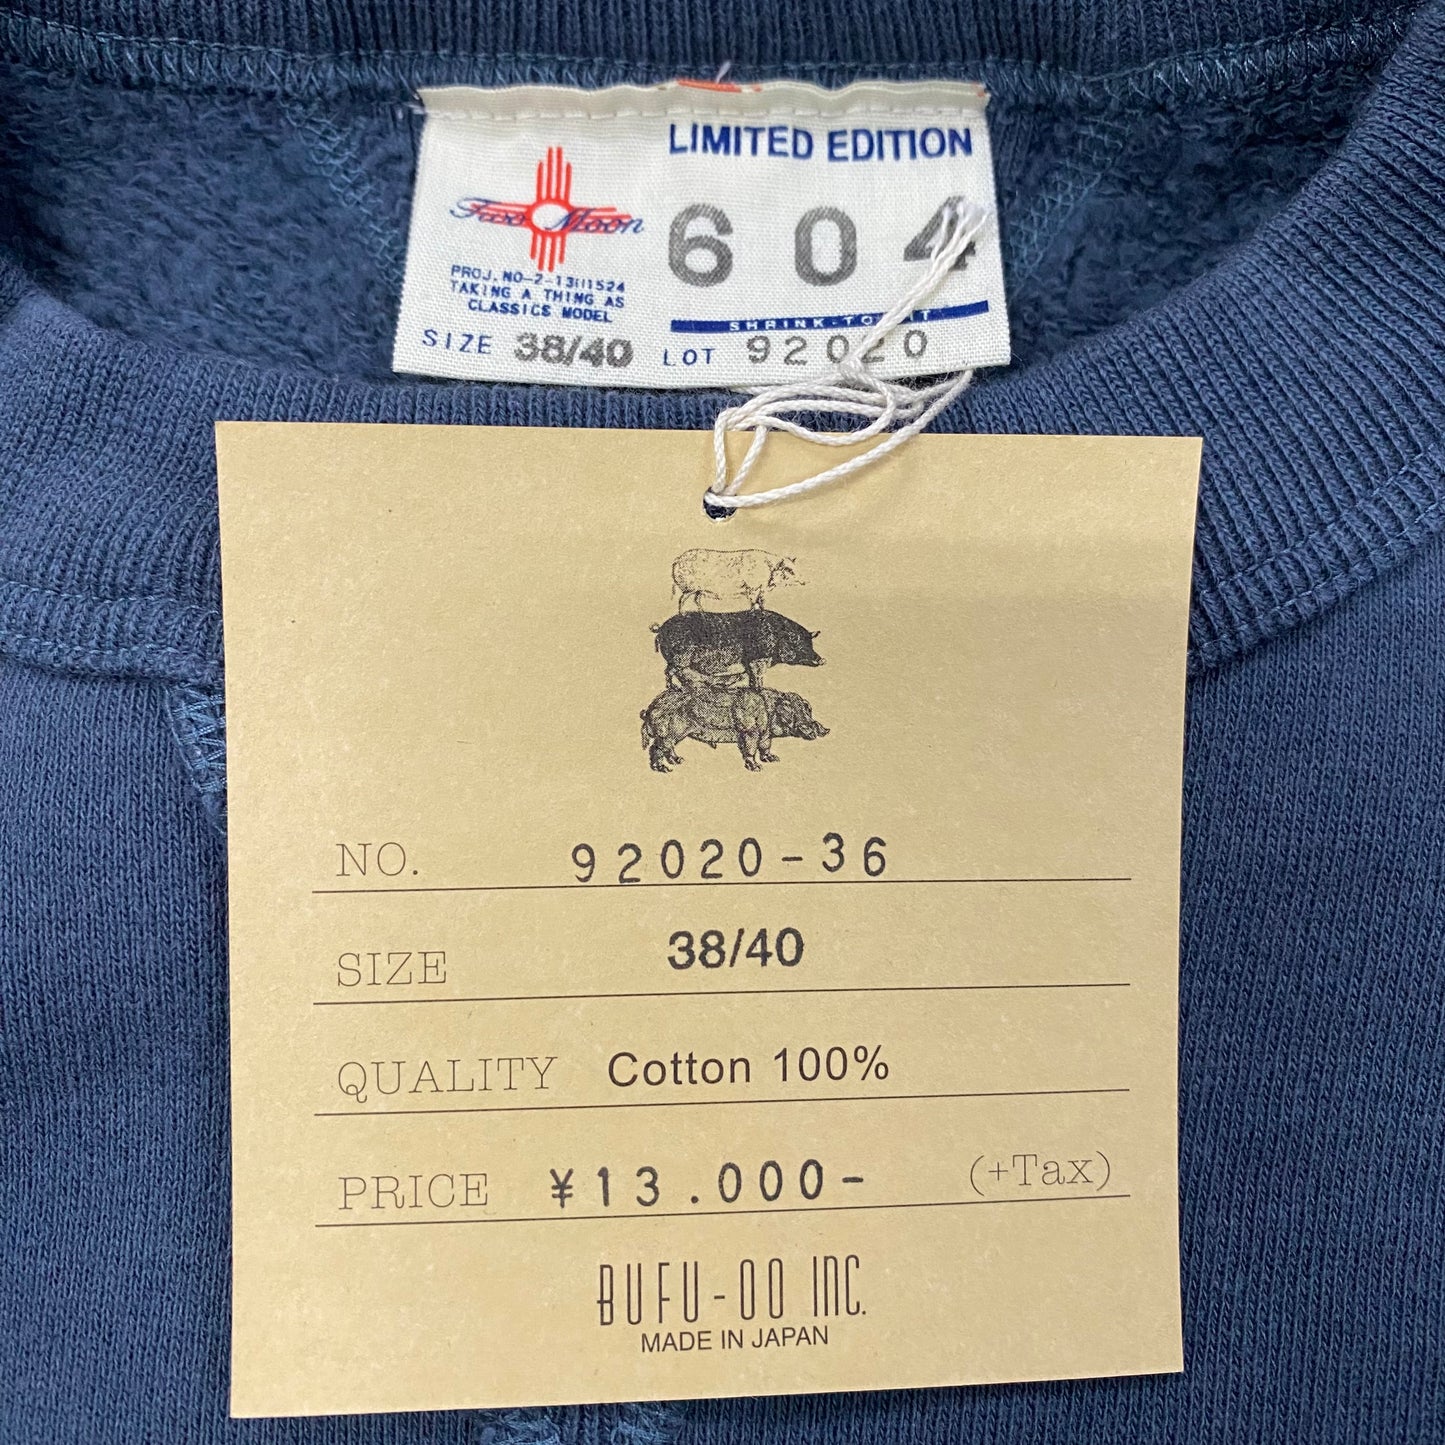 LIMITED EDITION
Two Moon
604
PROJ. NO-2-13111524
TAKING A THING AS
CLASSICS MODEL
SHRINK-TO-FIT
SIZE 38/40 LOT 92020
NO. 92020-36
SIZE 38/40
QUALITY Cotton 100%
PRICE ¥13.000- (+Tax)
BUFU-OO INC.
MADE IN JAPAN